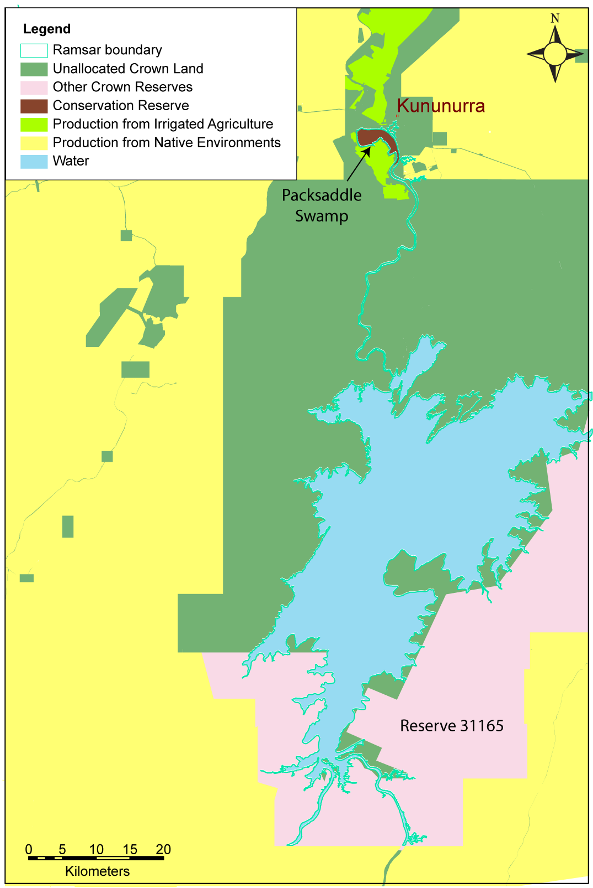 Legend
Ramsar boundary
Unallocated Crown Land
Other Crown Reserves
Conservation Reserve
Production from Irrigated Agriculture
Production from Native Environments
Water
N
Kununurra
Packsaddle
Swamp
Reserve 31165
0 5 10 15 20
Kilometers